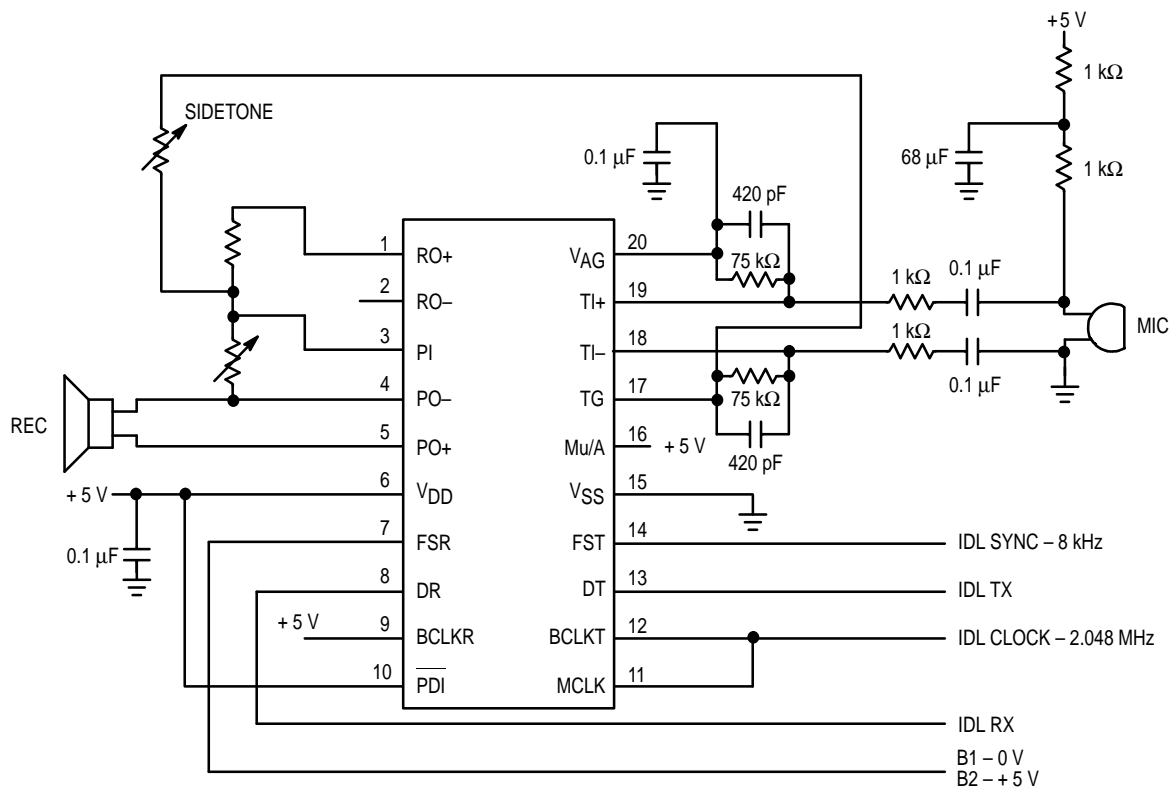 +5 V
1 kΩ
SIDETONE
0.1 µF
68 µF
1 kΩ
420 pF
1 RO+
VAG 20
75 kΩ
1 kΩ
0.1 µF
2 RO–
TI+ 19
MIC
3 PI
TI– 18
1 kΩ
0.1 µF
4 PO–
TG 17
75 kΩ
REC
5 PO+
Mu/A 16
+ 5 V
420 pF
+ 5 V
6 VDD
VSS 15
0.1 µF
7 FSR
FST 14
IDL SYNC – 8 kHz
8 DR
DT 13
IDL TX
+ 5 V
9 BCLKR
BCLKT 12
IDL CLOCK – 2.048 MHz
10 PDI
MCLK 11
IDL RX
B1 – 0 V
B2 – + 5 V